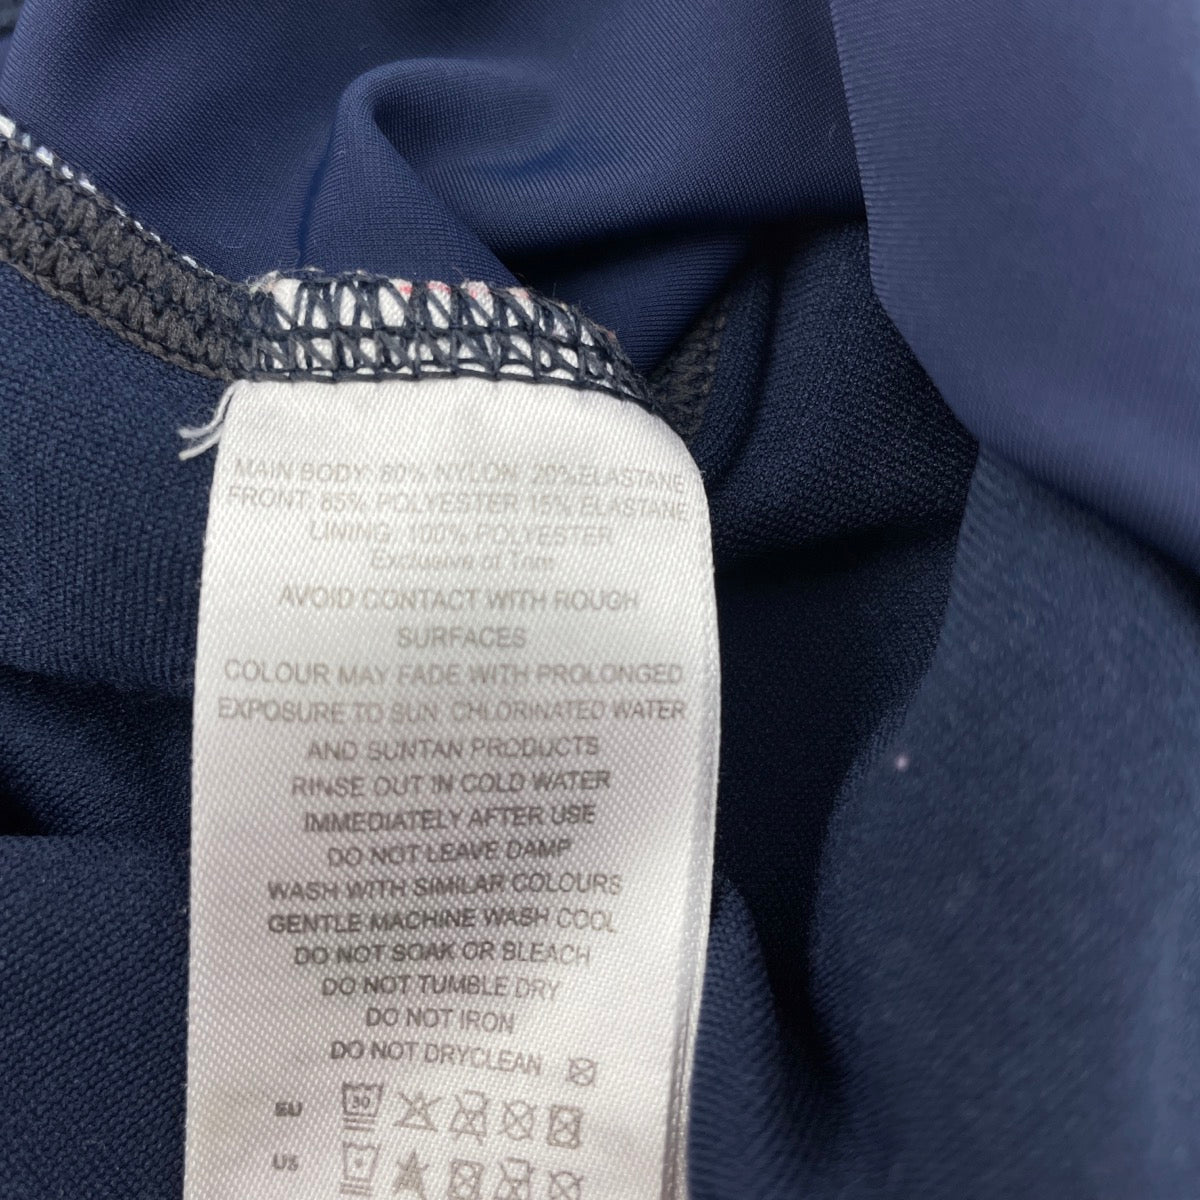 MAIN BODY: 80% NYLON 20% ELASTANE
FRONT: 85% POLYESTER 15% ELASTANE
LINING: 100% POLYESTER
Exclusive of Trim
AVOID CONTACT WITH ROUGH
SURFACES
COLOUR MAY FADE WITH PROLONGED
EXPOSURE TO SUN, CHLORINATED WATER
AND SUNTAN PRODUCTS
RINSE OUT IN COLD WATER
IMMEDIATELY AFTER USE
DO NOT LEAVE DAMP
WASH WITH SIMILAR COLOURS
GENTLE MACHINE WASH COOL
DO NOT SOAK OR BLEACH
DO NOT TUMBLE DRY
DO NOT IRON
DO NOT DRYCLEAN
EU 30
US